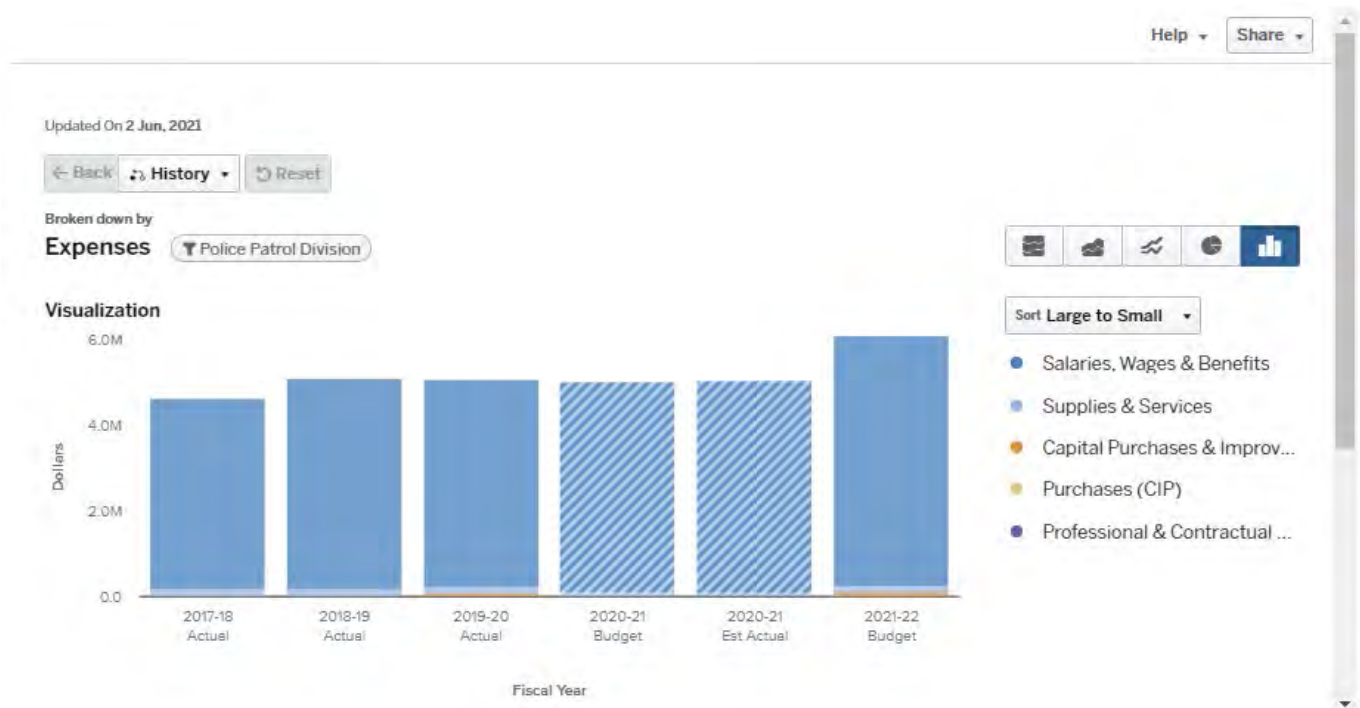 Help
Share
Updated On 2 Jun, 2021
Back
History
Reset
Broken down by
Expenses
Police Patrol Division
Visualization
Sort Large to Small
Salaries, Wages & Benefits
Supplies & Services
Capital Purchases & Improv...
Purchases (CIP)
Professional & Contractual ...
6.0M
4.0M
2.0M
0.0
Dollars
2017-18
Actual
2018-19
Actual
2019-20
Actual
2020-21
Budget
2020-21
Est Actual
2021-22
Budget
Fiscal Year